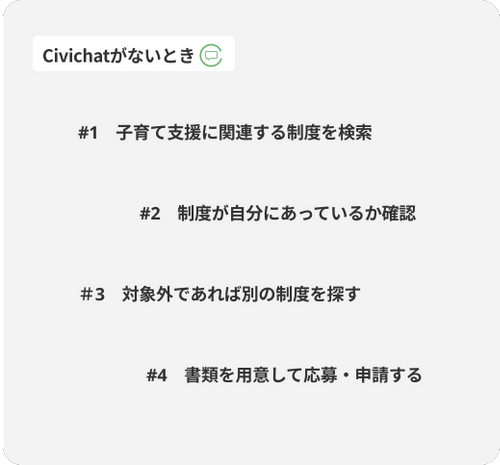 Civichatがないとき
#1 子育て支援に関連する制度を検索
#2 制度が自分にあっているか確認
＃3 対象外であれば別の制度を探す
#4 書類を用意して応募・申請する